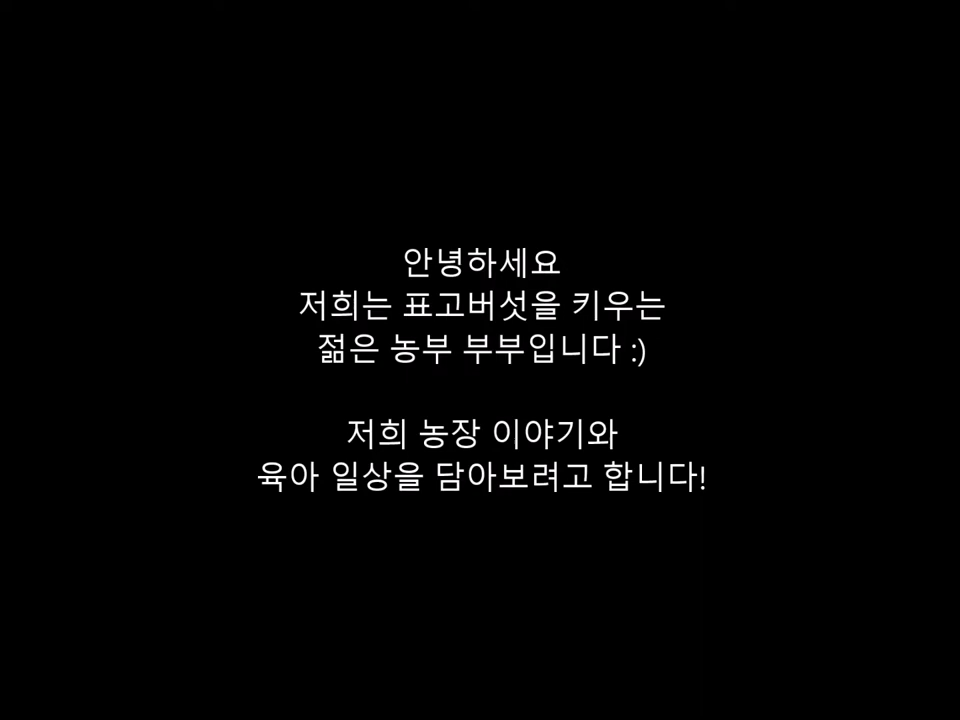 안녕하세요
저희는 표고버섯을 키우는
젊은 농부 부부입니다 :)
저희 농장 이야기와
육아 일상을 담아보려고 합니다!